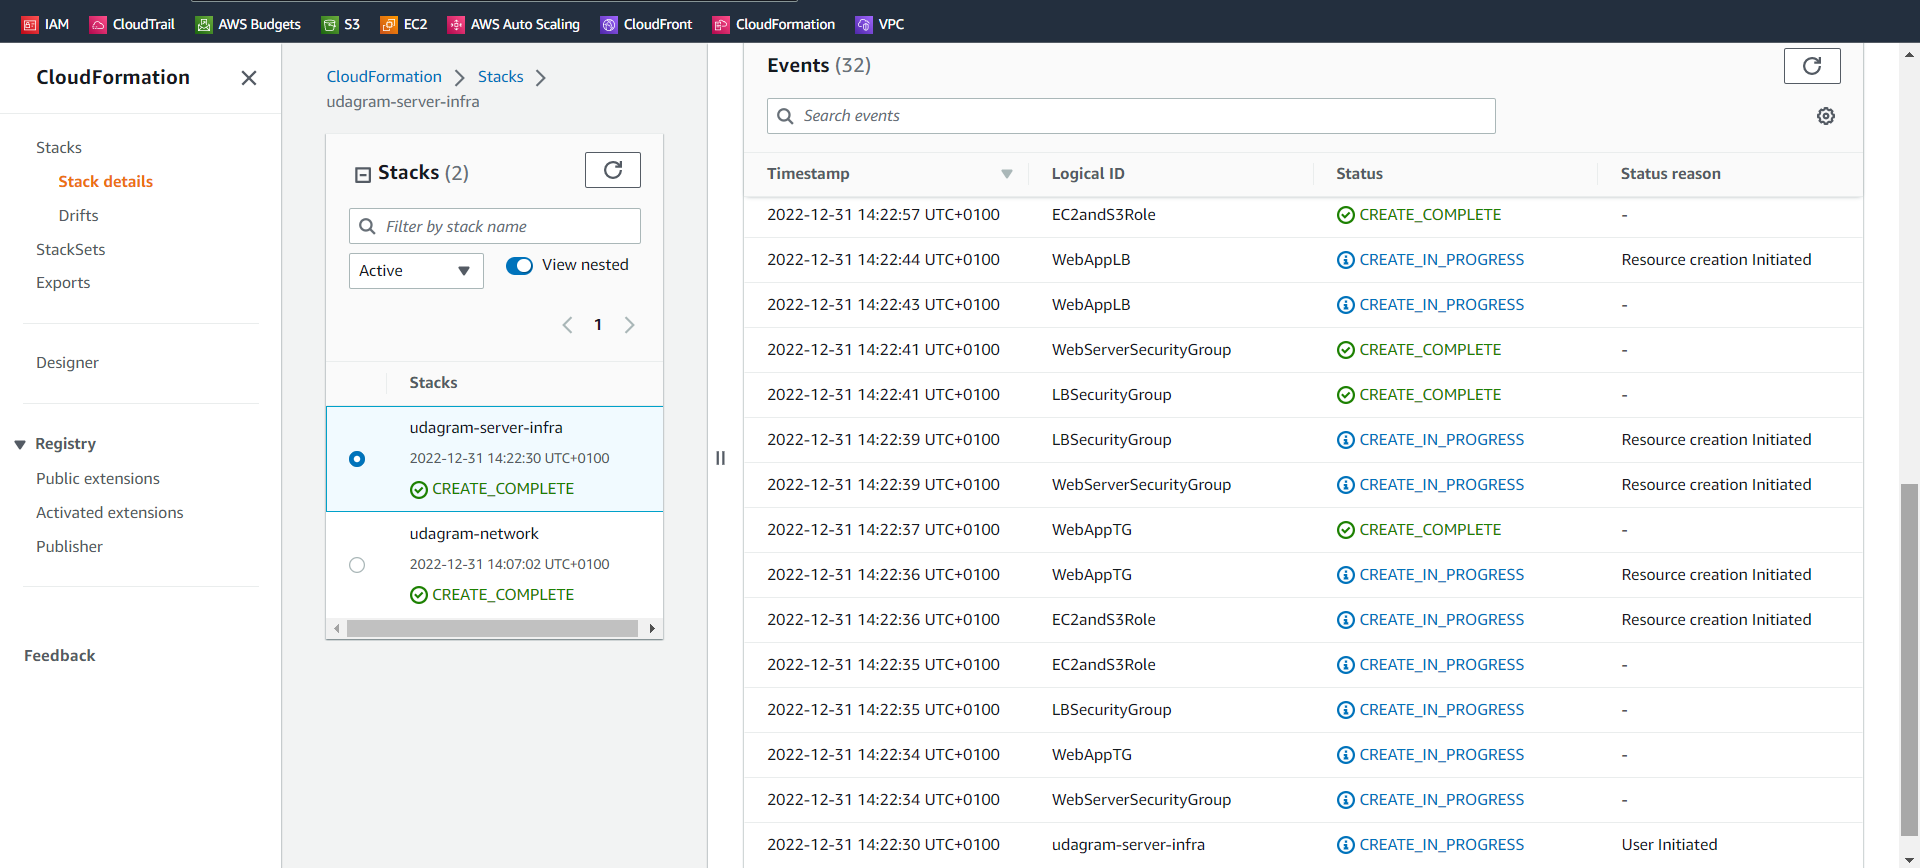 IAM CloudTrail AWS Budgets S3 EC2 AWS Auto Scaling CloudFront CloudFormation VPC
CloudFormation
Stacks
Stack details
Drifts
StackSets
Exports
Designer
Registry
Public extensions
Activated extensions
Publisher
Feedback
CloudFormation Stacks
udagram-server-infra
Stacks (2)
Filter by stack name
Active View nested
1
Stacks
udagram-server-infra
2022-12-31 14:22:30 UTC+0100
CREATE_COMPLETE
udagram-network
2022-12-31 14:07:02 UTC+0100
CREATE_COMPLETE
Events (32)
Search events
Timestamp Logical ID Status Status reason
2022-12-31 14:22:57 UTC+0100 EC2andS3Role CREATE_COMPLETE -
2022-12-31 14:22:44 UTC+0100 WebAppLB CREATE_IN_PROGRESS Resource creation Initiated
2022-12-31 14:22:43 UTC+0100 WebAppLB CREATE_IN_PROGRESS -
2022-12-31 14:22:41 UTC+0100 WebServerSecurityGroup CREATE_COMPLETE -
2022-12-31 14:22:41 UTC+0100 LBSecurityGroup CREATE_COMPLETE -
2022-12-31 14:22:39 UTC+0100 LBSecurityGroup CREATE_IN_PROGRESS Resource creation Initiated
2022-12-31 14:22:39 UTC+0100 WebServerSecurityGroup CREATE_IN_PROGRESS Resource creation Initiated
2022-12-31 14:22:37 UTC+0100 WebAppTG CREATE_COMPLETE -
2022-12-31 14:22:36 UTC+0100 WebAppTG CREATE_IN_PROGRESS Resource creation Initiated
2022-12-31 14:22:36 UTC+0100 EC2andS3Role CREATE_IN_PROGRESS Resource creation Initiated
2022-12-31 14:22:35 UTC+0100 EC2andS3Role CREATE_IN_PROGRESS -
2022-12-31 14:22:35 UTC+0100 LBSecurityGroup CREATE_IN_PROGRESS -
2022-12-31 14:22:34 UTC+0100 WebAppTG CREATE_IN_PROGRESS -
2022-12-31 14:22:34 UTC+0100 WebServerSecurityGroup CREATE_IN_PROGRESS -
2022-12-31 14:22:30 UTC+0100 udagram-server-infra CREATE_IN_PROGRESS User Initiated